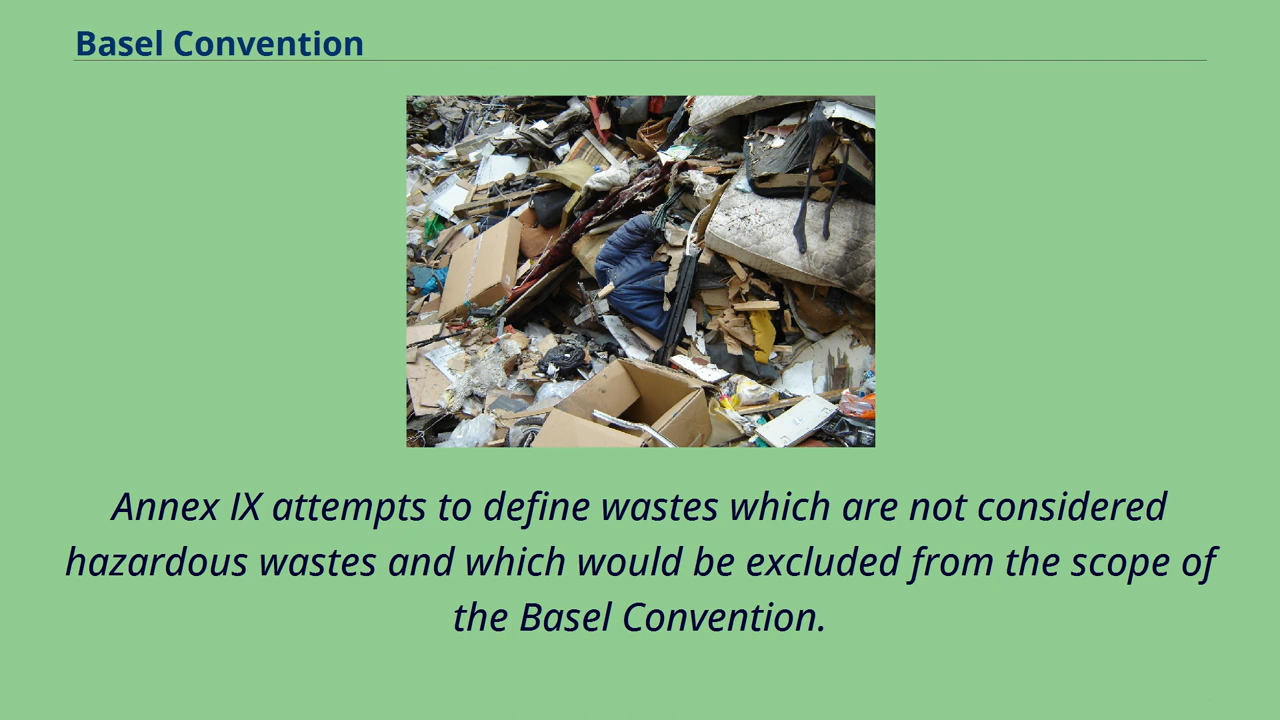 Basel Convention
Annex IX attempts to define wastes which are not considered
hazardous wastes and which would be excluded from the scope of
the Basel Convention.